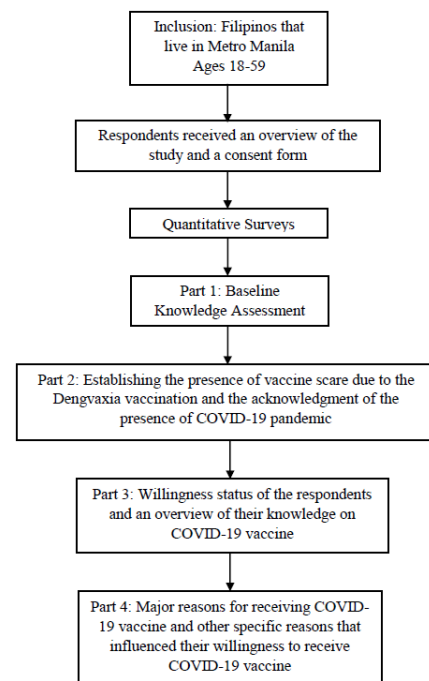 Inclusion: Filipinos that
live in Metro Manila
Ages 18-59
Respondents received an overview of the
study and a consent form
Quantitative Surveys
Part 1: Baseline
Knowledge Assessment
Part 2: Establishing the presence of vaccine scare due to the
Dengvaxia vaccination and the acknowledgment of the
presence of COVID-19 pandemic
Part 3: Willingness status of the respondents
and an overview of their knowledge on
COVID-19 vaccine
Part 4: Major reasons for receiving COVID-
19 vaccine and other specific reasons that
influenced their willingness to receive
COVID-19 vaccine